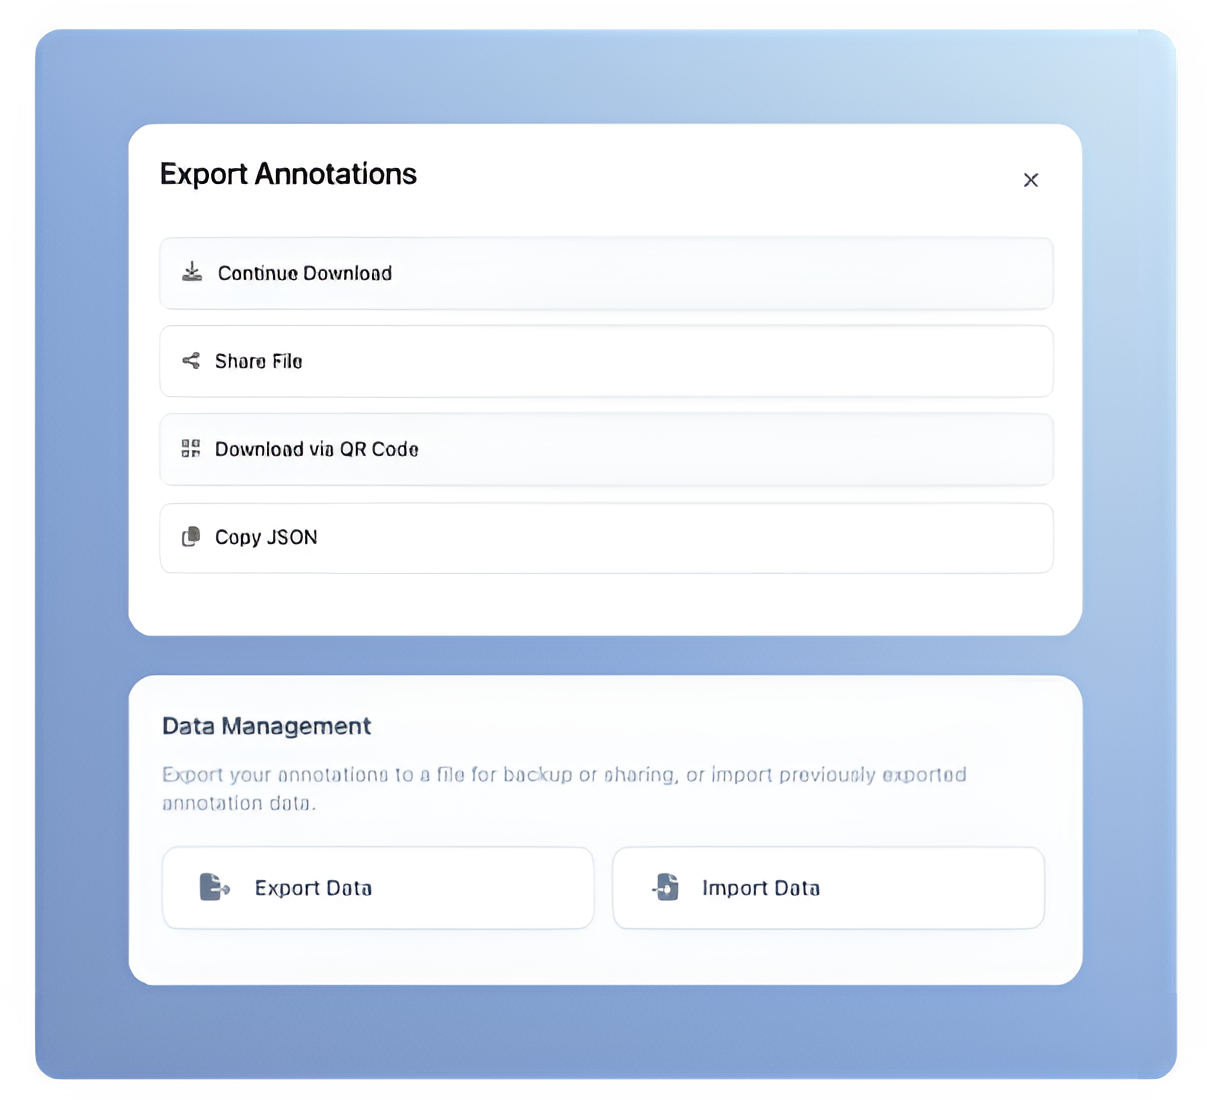 Export Annotations
Continue Download
Share File
Download via QR Code
Copy JSON
Data Management
Export your annotations to a file for backup or sharing, or import previously exported
annotation data.
Export Data
Import Data